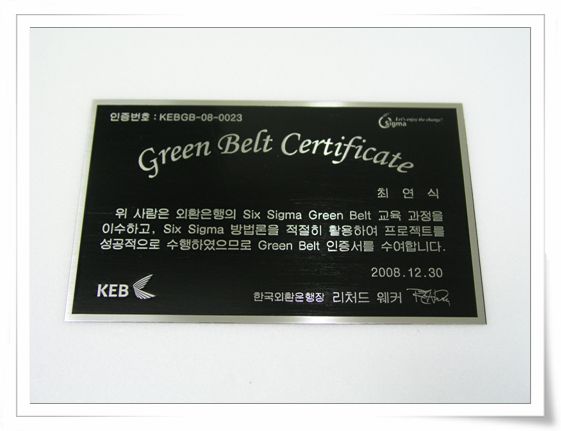 인증번호 : KEBGB-08-0023
Sigma Let's enjoy the change!
Green Belt Certificate
최 연 식
위 사람은 외환은행의 Six Sigma Green Belt 교육 과정을
이수하고, Six Sigma 방법론을 적절히 활용하여 프로젝트를
성공적으로 수행하였으므로 Green Belt 인증서를 수여합니다.
2008.12.30
KEB
한국외환은행장 리처드 웨커